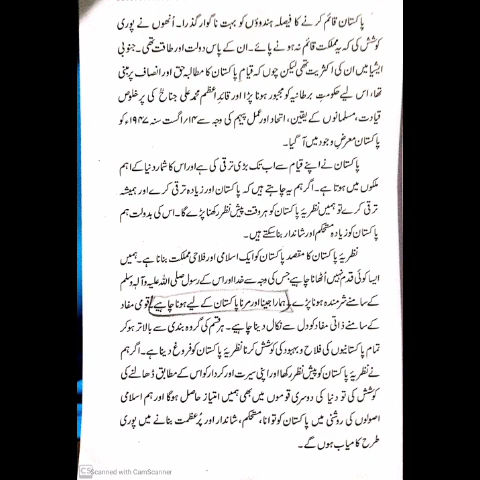 پاکستان قائم کرنے کا فیصلہ ہندوؤں کو بہت ناگوار گذرا۔ اُنھوں نے پوری
کوشش کی کہ یہ مملکت قائم نہ ہونے پائے۔ ان کے پاس دولت اور طاقت تھی۔ جنوبی
ایشیا میں ان کی اکثریت تھی لیکن چوں کہ قیامِ پاکستان کا مطالبہ حق اور انصاف پر مبنی
تھا، اس لیے حکومتِ برطانیہ کو مجبور ہونا پڑا اور قائدِ اعظم محمد علی جناحؒ کی پُرخلوص
قیادت، مسلمانوں کے یقین، اتحاد اور عملِ پیہم کی وجہ سے ۱۴/اگست سنہ ۱۹۴۷ء کو
پاکستان معرضِ وجود میں آ گیا۔
پاکستان نے اپنے قیام سے اب تک بڑی ترقی کی ہے اور اس کا شمار دنیا کے اہم
ملکوں میں ہوتا ہے۔ اگر ہم یہ چاہتے ہیں کہ پاکستان اور زیادہ ترقی کرے اور ہمیشہ
ترقی کرے تو ہمیں نظریۂ پاکستان کو ہر وقت پیشِ نظر رکھنا پڑے گا۔ اس کی بدولت ہم
پاکستان کو زیادہ مستحکم اور شاندار بنا سکتے ہیں۔
نظریۂ پاکستان کا مقصد پاکستان کو ایک اسلامی اور فلاحی مملکت بنانا ہے۔ ہمیں
ایسا کوئی قدم نہیں اُٹھانا چاہیے جس کی وجہ سے خدا اور اس کے رسول صلی اللہ علیہ وآلہ وسلم
کے سامنے شرمندہ ہونا پڑے۔ ہمارا جینا اور مرنا پاکستان کے لیے ہونا چاہیے۔ قومی مفاد
کے سامنے ذاتی مفاد کو دل سے نکال دینا چاہیے۔ ہر قسم کی گروہ بندی سے بالاتر ہو کر
تمام پاکستانیوں کی فلاح و بہبود کی کوشش کرنا نظریۂ پاکستان کو فروغ دینا ہے۔ اگر ہم
نے نظریۂ پاکستان کو پیشِ نظر رکھا اور اپنی سیرت اور کردار کو اس کے مطابق ڈھالنے کی
کوشش کی تو دنیا کی دوسری قوموں میں بھی ہمیں امتیاز حاصل ہوگا اور ہم اسلامی
اصولوں کی روشنی میں پاکستان کو توانا، مستحکم، شاندار اور پُرعظمت بنانے میں پوری
طرح کامیاب ہوں گے۔
CS Scanned with CamScanner